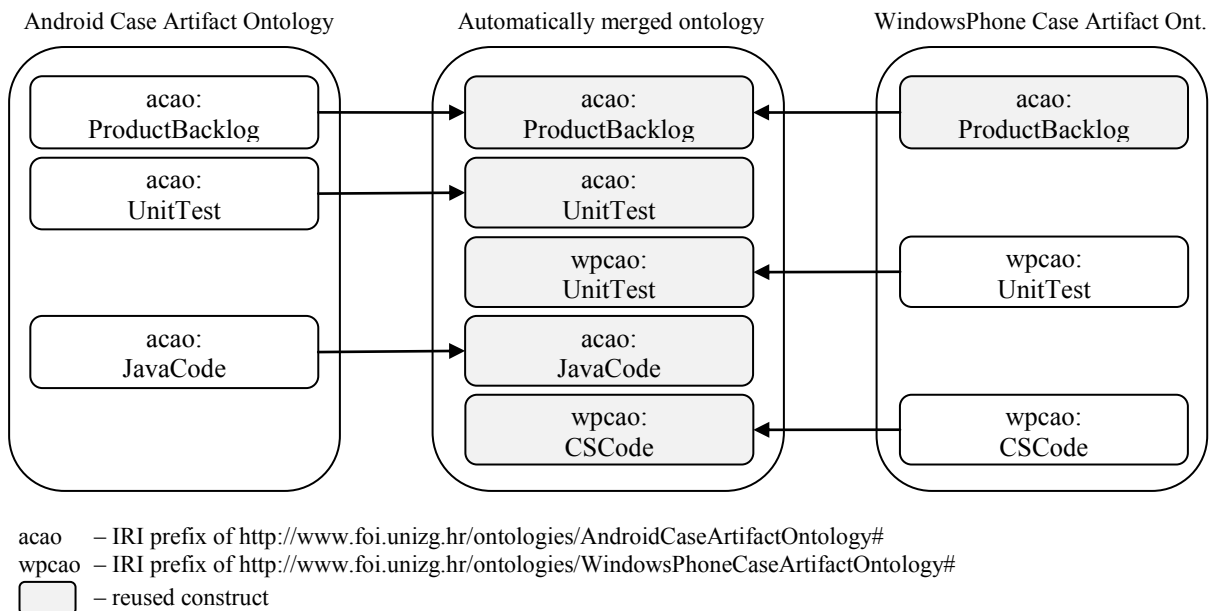 Android Case Artifact Ontology
Automatically merged ontology
WindowsPhone Case Artifact Ont.
acao:
ProductBacklog
acao:
ProductBacklog
acao:
ProductBacklog
acao:
UnitTest
acao:
UnitTest
wpcao:
UnitTest
wpcao:
UnitTest
acao:
JavaCode
acao:
JavaCode
wpcao:
CSCode
wpcao:
CSCode
acao – IRI prefix of http://www.foi.unizg.hr/ontologies/AndroidCaseArtifactOntology#
wpcao – IRI prefix of http://www.foi.unizg.hr/ontologies/WindowsPhoneCaseArtifactOntology#
– reused construct